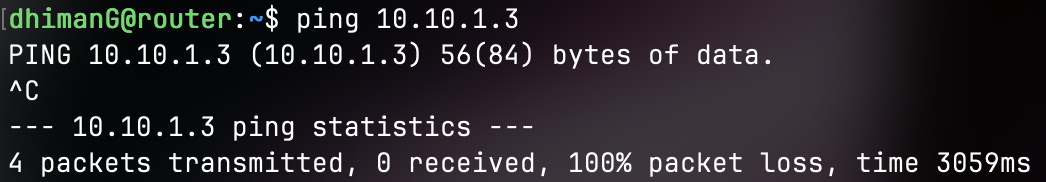 [dhimanG@router:~$ ping 10.10.1.3
PING 10.10.1.3 (10.10.1.3) 56(84) bytes of data.
^C
--- 10.10.1.3 ping statistics ---
4 packets transmitted, 0 received, 100% packet loss, time 3059ms